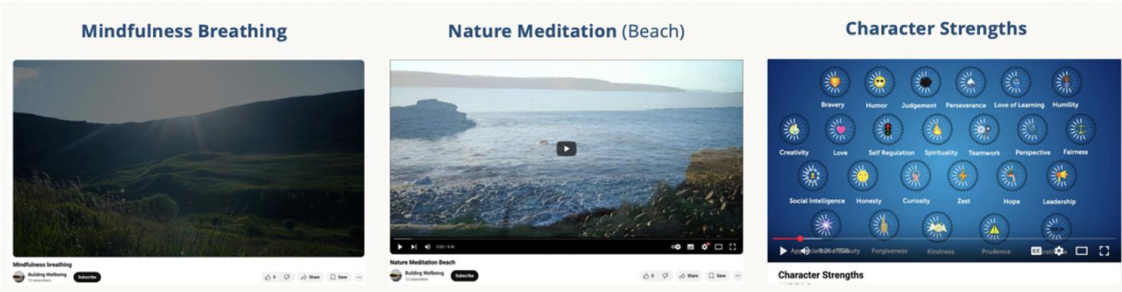 Mindfulness Breathing
Nature Meditation (Beach)
Character Strengths
Mindfulness breathing
Building Wellbeing
Subscribe
Share
Save
Nature Meditation Beach
Building Wellbeing
Subscribe
Share
Save
Bravery Humor Judgement Perseverance Love of Learning Humility
Creativity Love Self Regulation Spirituality Teamwork Perspective Fairness
Social Intelligence Honesty Curiosity Zest Hope Leadership
Forgiveness Kindness Prudence
CC
Character Strengths